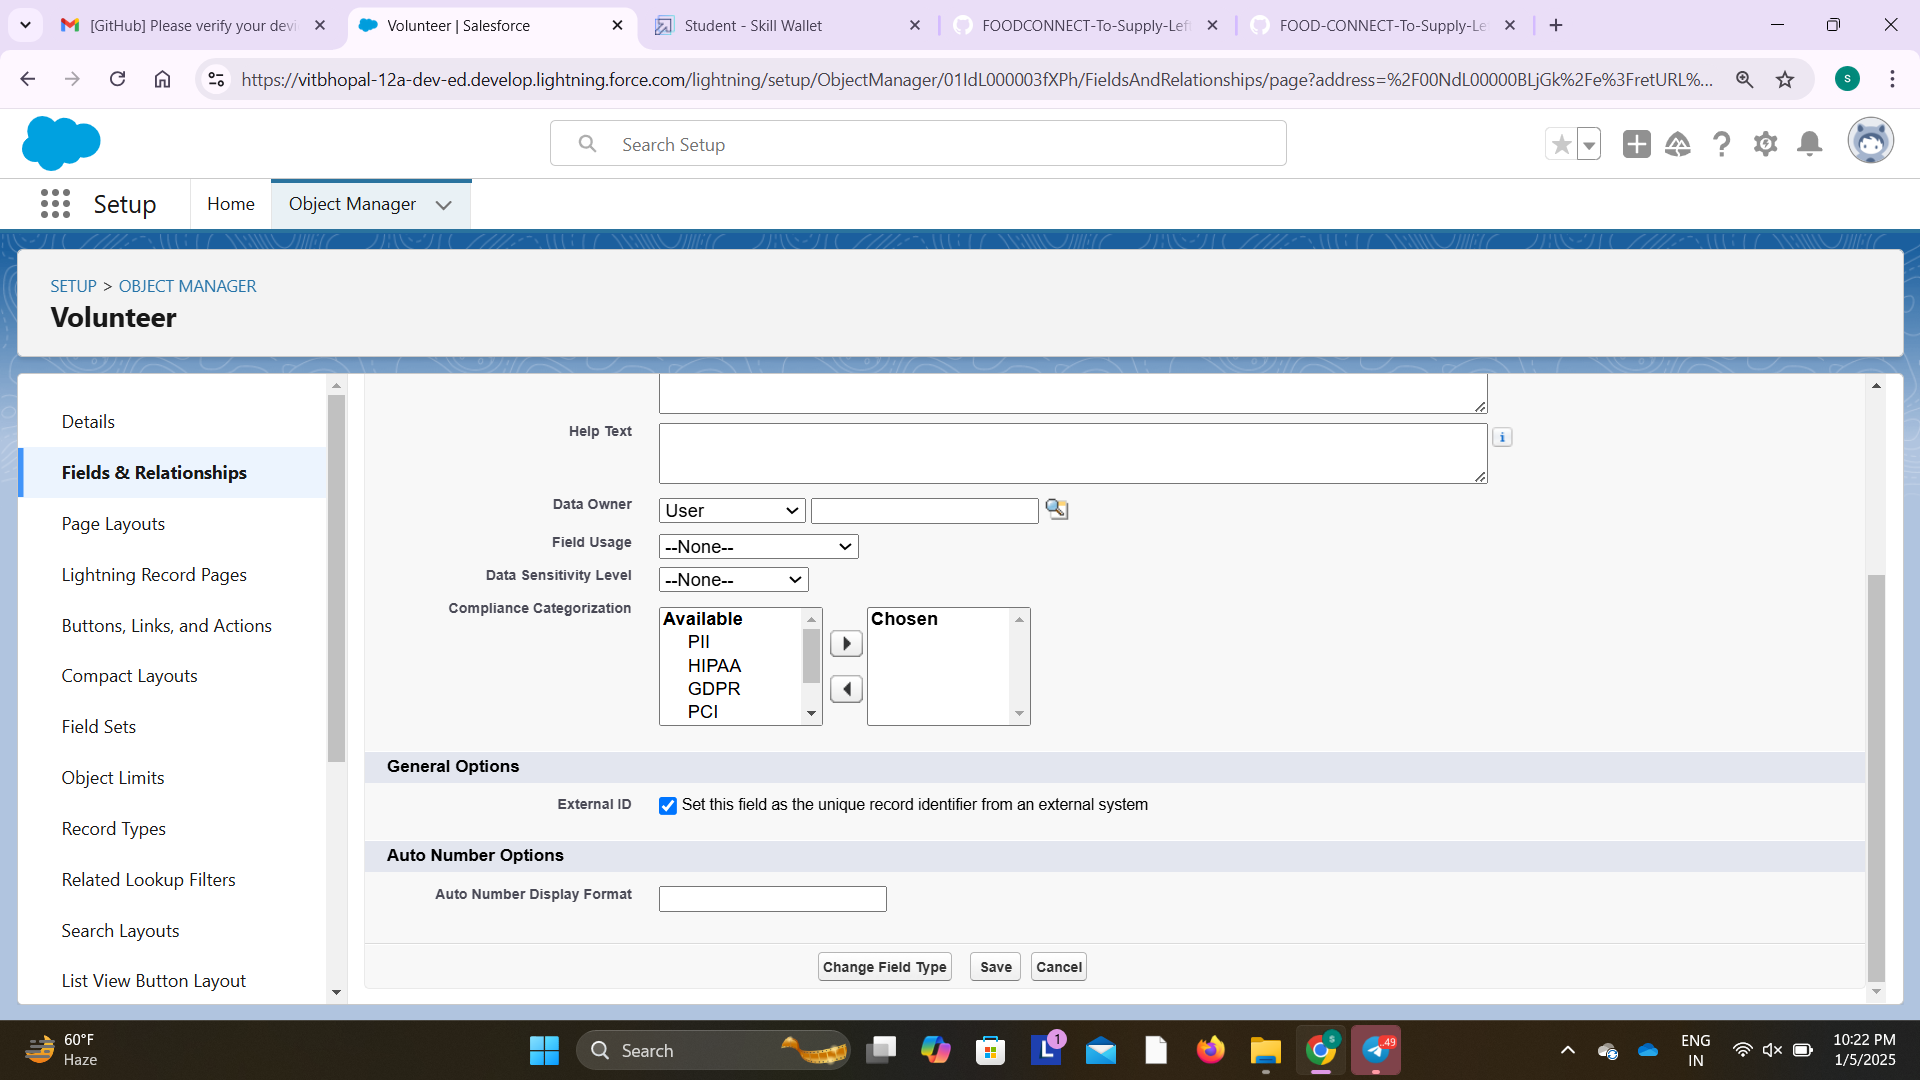 [GitHub] Please verify your devi
Volunteer | Salesforce
Student - Skill Wallet
FOODCONNECT-To-Supply-Left
FOOD-CONNECT-To-Supply-Le
https://vitbhopal-12a-dev-ed.develop.lightning.force.com/lightning/setup/ObjectManager/01IdL000003fXPh/FieldsAndRelationships/page?address=%2F00NdL00000BLjGk%2Fe%3FretURL%...
S
Search Setup
Setup
Home
Object Manager
SETUP > OBJECT MANAGER
Volunteer
Details
Fields & Relationships
Page Layouts
Lightning Record Pages
Buttons, Links, and Actions
Compact Layouts
Field Sets
Object Limits
Record Types
Related Lookup Filters
Search Layouts
List View Button Layout
Help Text
i
Data Owner
User
Field Usage
--None--
Data Sensitivity Level
--None--
Compliance Categorization
Available
PII
HIPAA
GDPR
PCI
Chosen
General Options
External ID
Set this field as the unique record identifier from an external system
Auto Number Options
Auto Number Display Format
Change Field Type
Save
Cancel
60°F
Haze
Search
L
1
S
49
ENG
IN
10:22 PM
1/5/2025